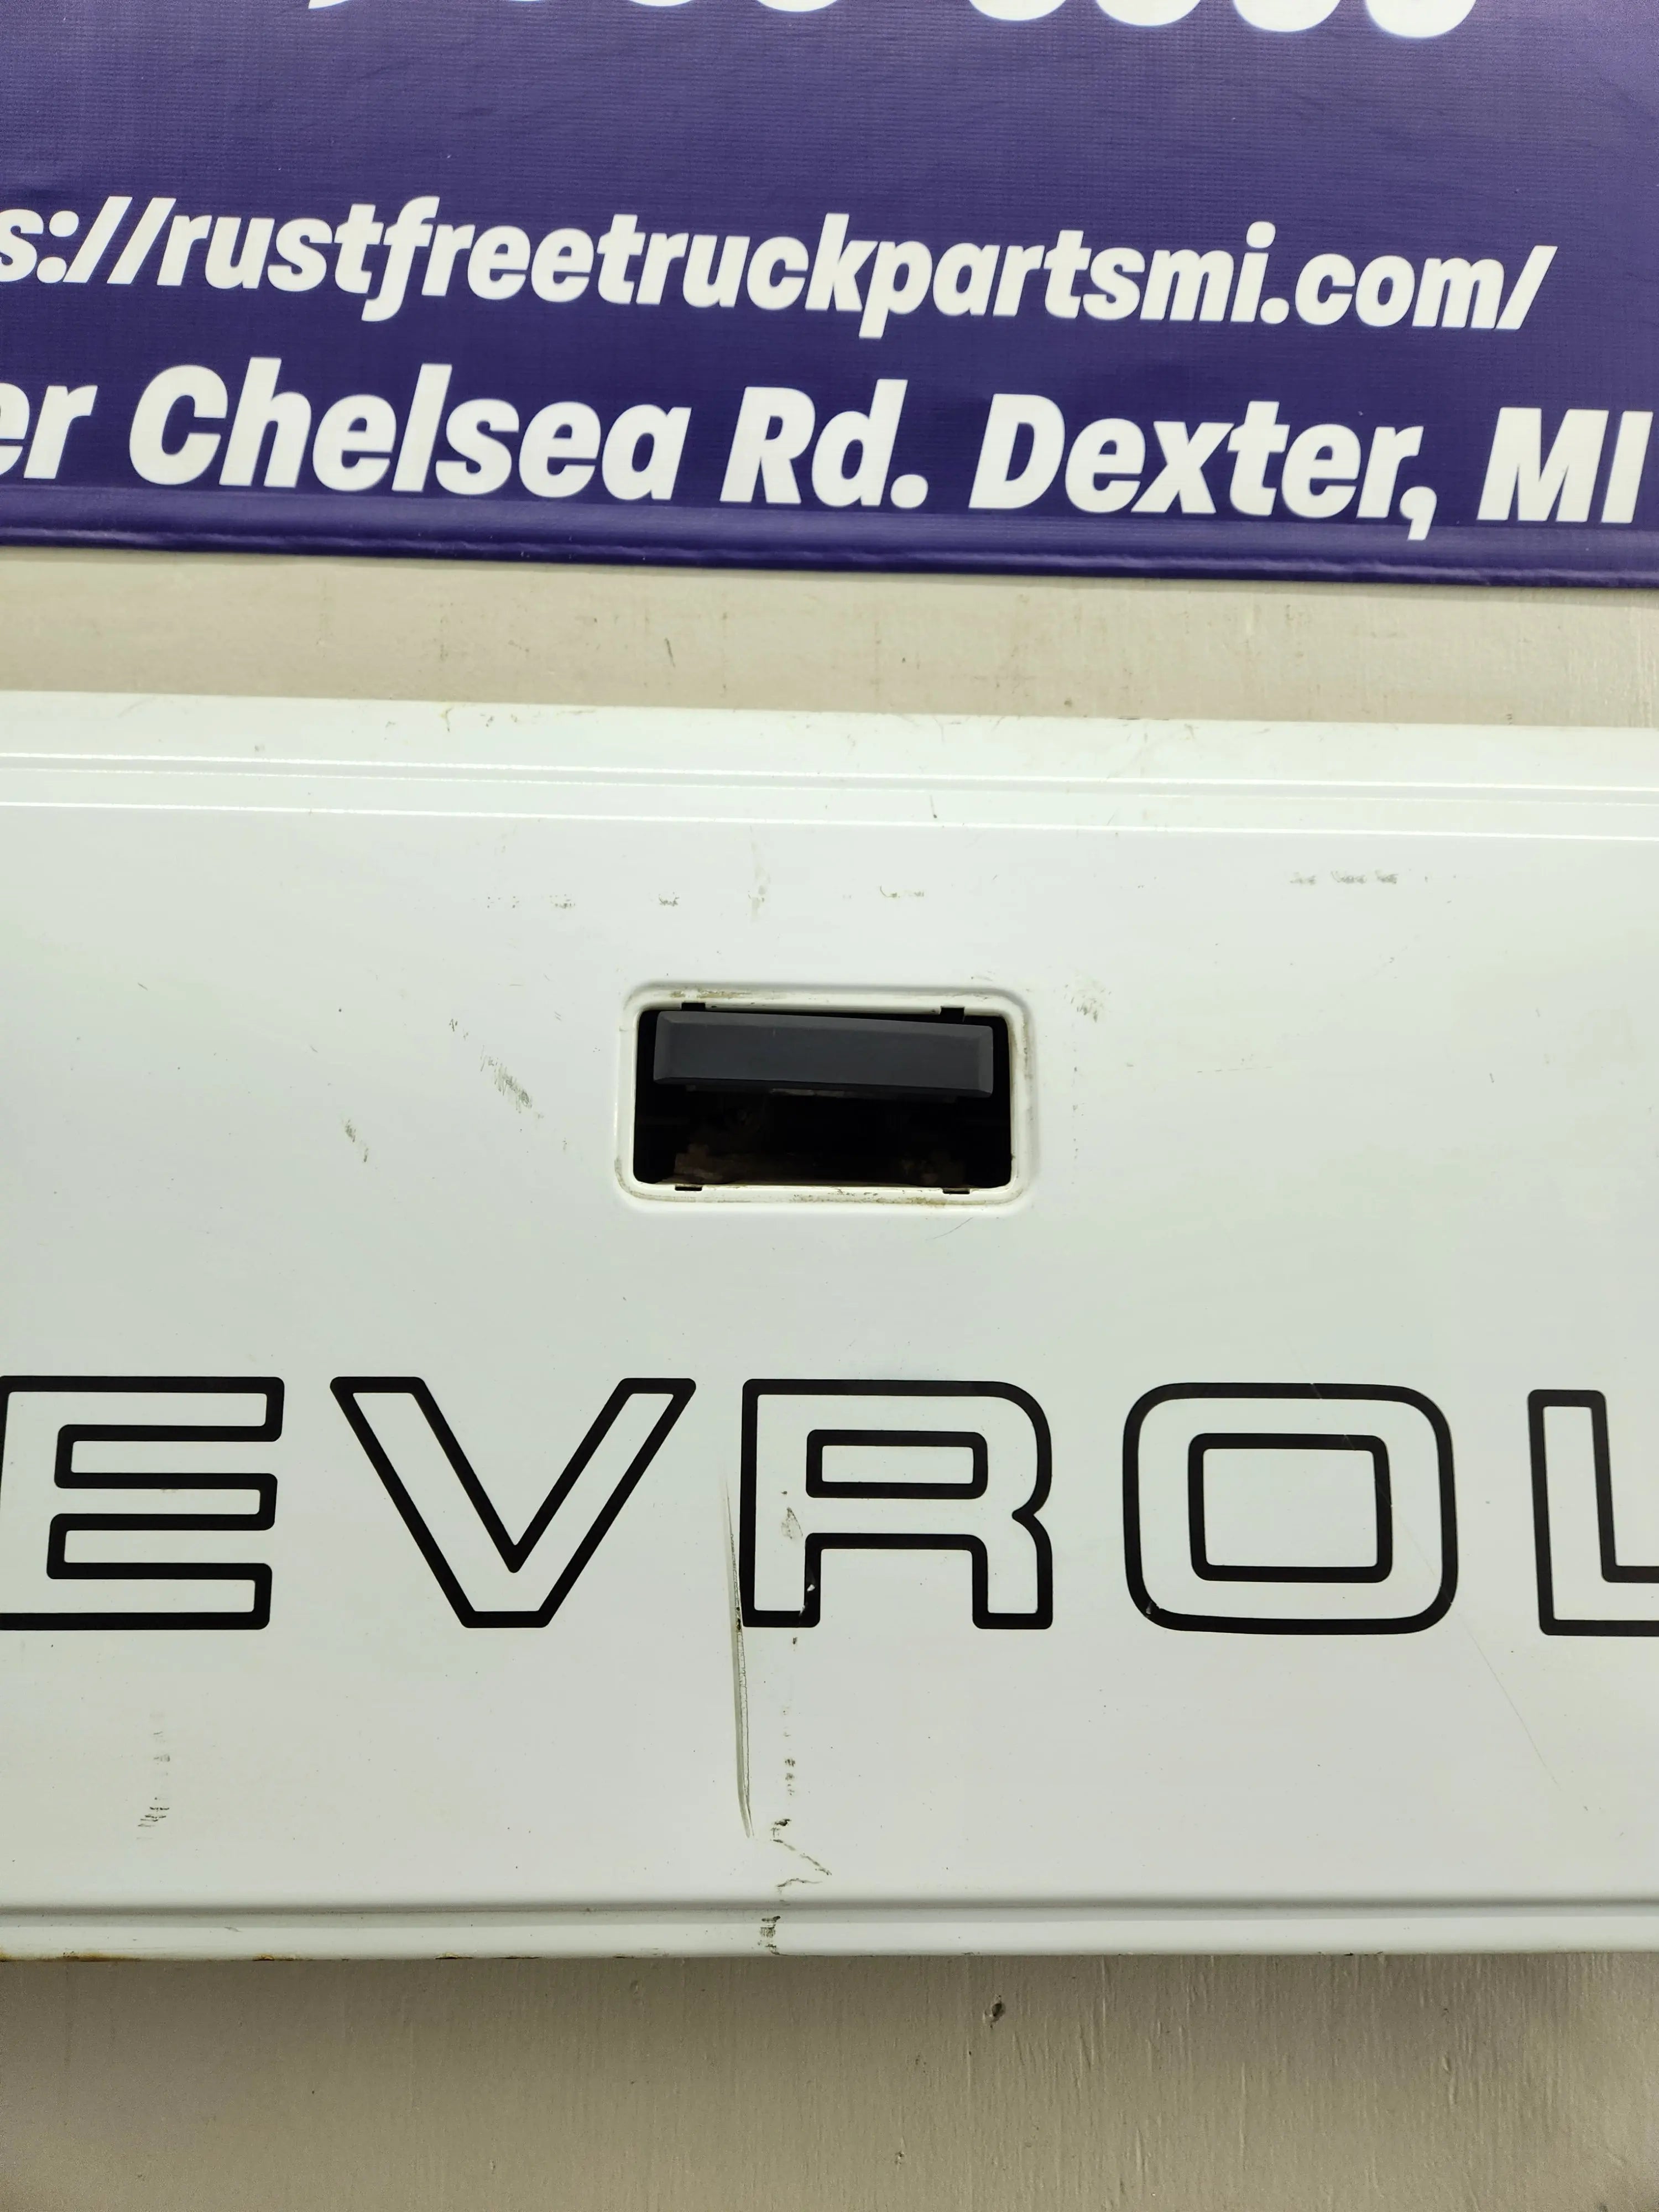 s://rustfreetruckpartsmi.com/
er Chelsea Rd. Dexter, MI
EVROL